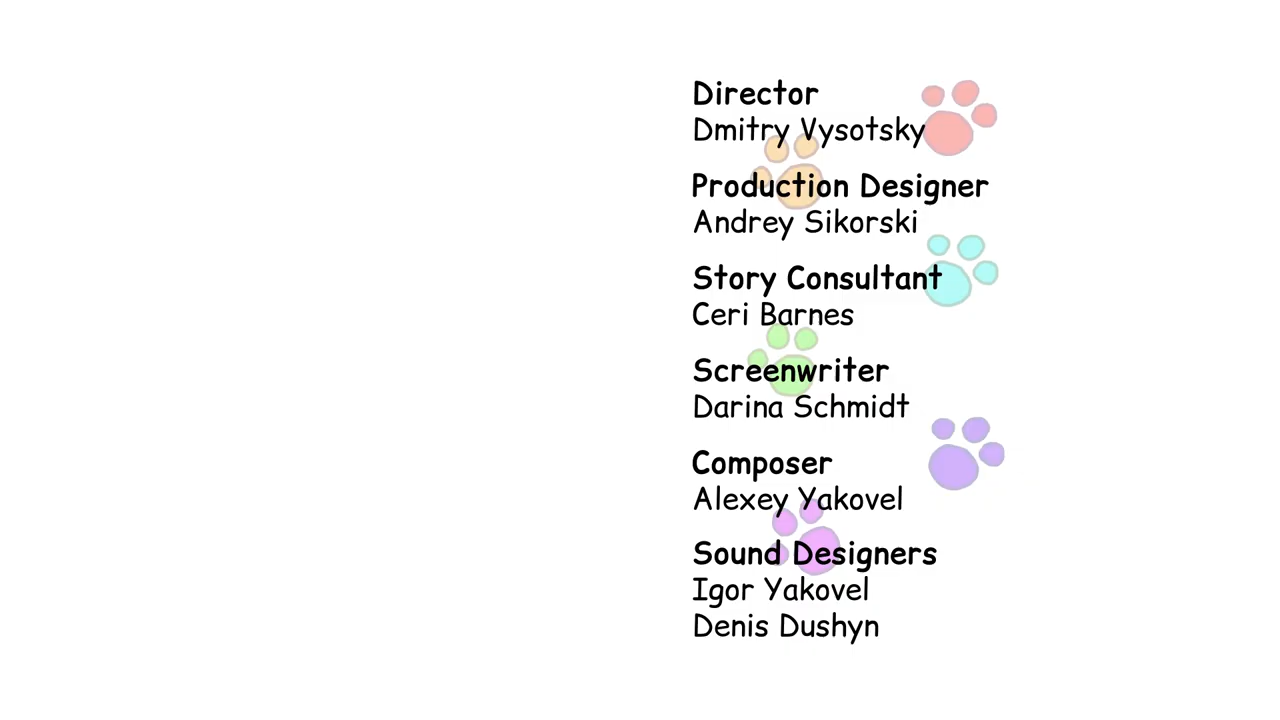 Director
Dmitry Vysotsky
Production Designer
Andrey Sikorski
Story Consultant
Ceri Barnes
Screenwriter
Darina Schmidt
Composer
Alexey Yakovel
Sound Designers
Igor Yakovel
Denis Dushyn